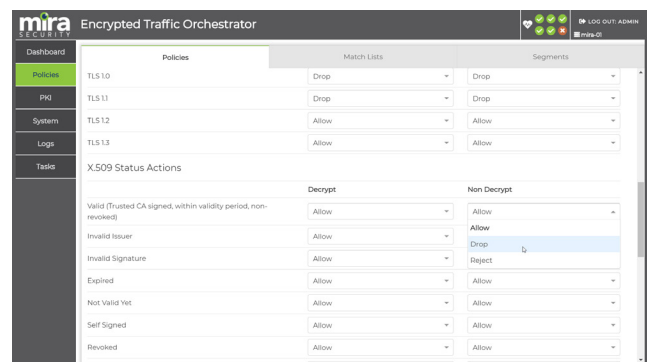 mira
SECURITY
Encrypted Traffic Orchestrator
LOG OUT: ADMIN
mira-01
Dashboard
Policies
PKI
System
Logs
Tasks
Policies Match Lists Segments
TLS 1.0 Drop Drop
TLS 1.1 Drop Drop
TLS 1.2 Allow Allow
TLS 1.3 Allow Allow
X.509 Status Actions
Decrypt Non Decrypt
Valid (Trusted CA signed, within validity period, non-
revoked) Allow Allow
Allow
Drop
Reject
Invalid Issuer Allow
Invalid Signature Allow
Expired Allow Allow
Not Valid Yet Allow Allow
Self Signed Allow Allow
Revoked Allow Allow